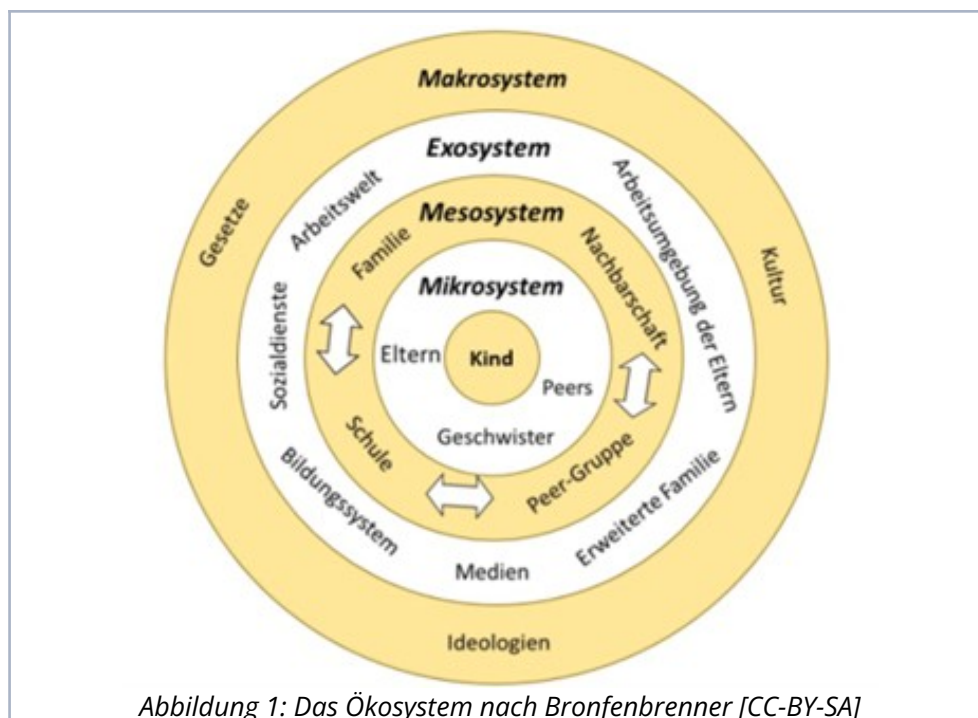 Makrosystem
Exosystem
Arbeitswelt
Arbeitsumgebung der Eltern
Mesosystem
Familie
Nachbarschaft
Gesetze
Kultur
Mikrosystem
Sozialdienste
Eltern
Kind
Peers
Geschwister
Schule
Peer-Gruppe
Bildungssystem
Erweiterte Familie
Medien
Ideologien
Abbildung 1: Das Ökosystem nach Bronfenbrenner [CC-BY-SA]